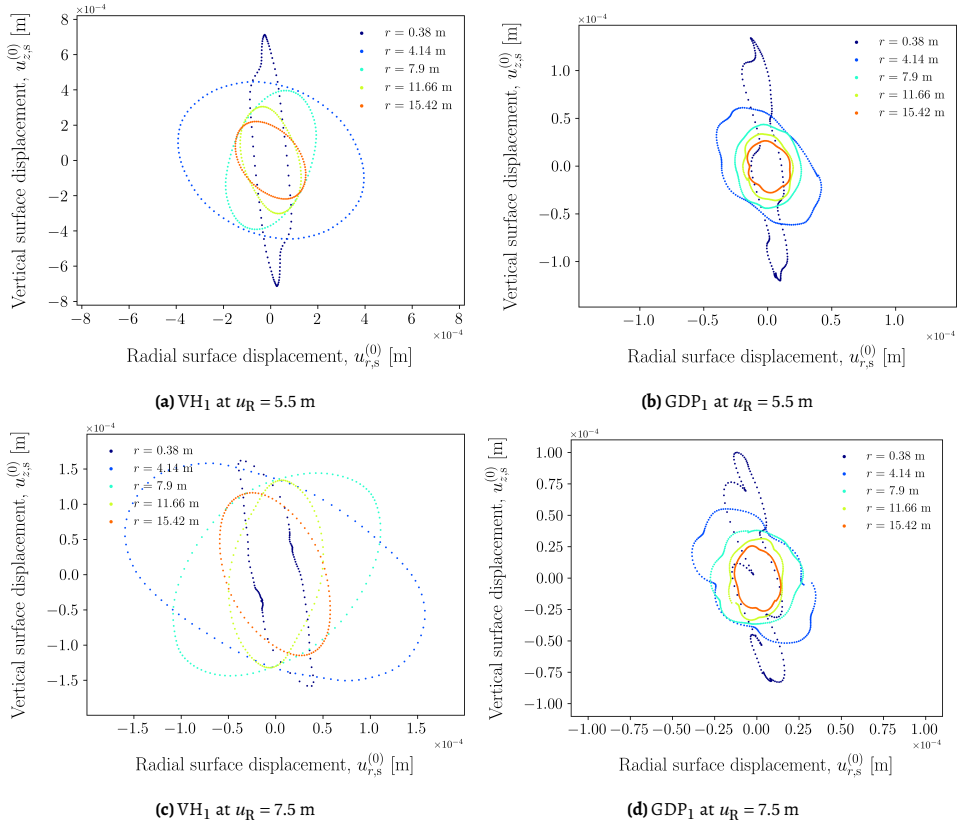 ×10⁻⁴
8
6
4
2
0
−2
−4
−6
−8
Vertical surface displacement, u_{z,s}^{(0)} [m]
r = 0.38 m
r = 4.14 m
r = 7.9 m
r = 11.66 m
r = 15.42 m
−8 −6 −4 −2 0 2 4 6 8
×10⁻⁴
Radial surface displacement, u_{r,s}^{(0)} [m]
(a) VH₁ at u_R = 5.5 m
×10⁻⁴
1.0
0.5
0.0
−0.5
−1.0
Vertical surface displacement, u_{z,s}^{(0)} [m]
r = 0.38 m
r = 4.14 m
r = 7.9 m
r = 11.66 m
r = 15.42 m
−1.0 −0.5 0.0 0.5 1.0
×10⁻⁴
Radial surface displacement, u_{r,s}^{(0)} [m]
(b) GDP₁ at u_R = 5.5 m
×10⁻⁴
1.5
1.0
0.5
0.0
−0.5
−1.0
−1.5
Vertical surface displacement, u_{z,s}^{(0)} [m]
r = 0.38 m
r = 4.14 m
r = 7.9 m
r = 11.66 m
r = 15.42 m
−1.5 −1.0 −0.5 0.0 0.5 1.0 1.5
×10⁻⁴
Radial surface displacement, u_{r,s}^{(0)} [m]
(c) VH₁ at u_R = 7.5 m
×10⁻⁴
1.00
0.75
0.50
0.25
0.00
−0.25
−0.50
−0.75
−1.00
Vertical surface displacement, u_{z,s}^{(0)} [m]
r = 0.38 m
r = 4.14 m
r = 7.9 m
r = 11.66 m
r = 15.42 m
−1.00 −0.75 −0.50 −0.25 0.00 0.25 0.50 0.75 1.00
×10⁻⁴
Radial surface displacement, u_{r,s}^{(0)} [m]
(d) GDP₁ at u_R = 7.5 m